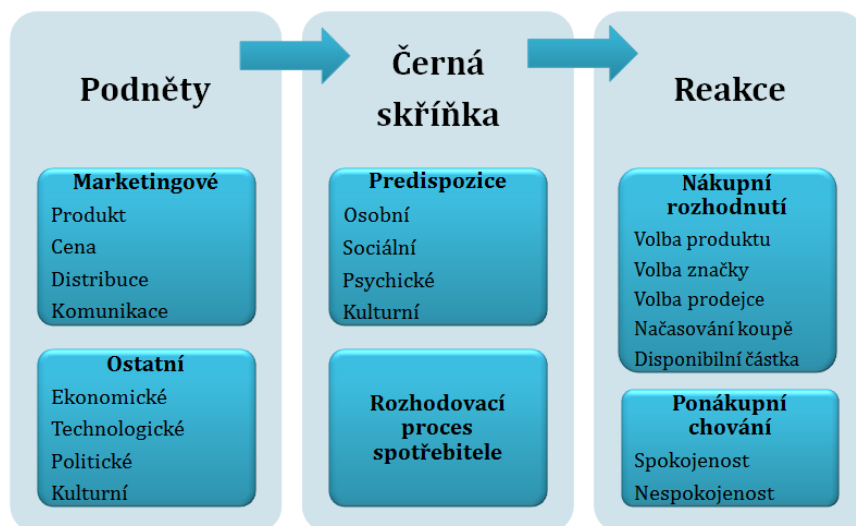 Podněty
Marketingové
Produkt
Cena
Distribuce
Komunikace
Ostatní
Ekonomické
Technologické
Politické
Kulturní
Černá
skříňka
Predispozice
Osobní
Sociální
Psychické
Kulturní
Rozhodovací
proces
spotřebitele
Reakce
Nákupní
rozhodnutí
Volba produktu
Volba značky
Volba prodejce
Načasování koupě
Disponibilní částka
Ponákupní
chování
Spokojenost
Nespokojenost